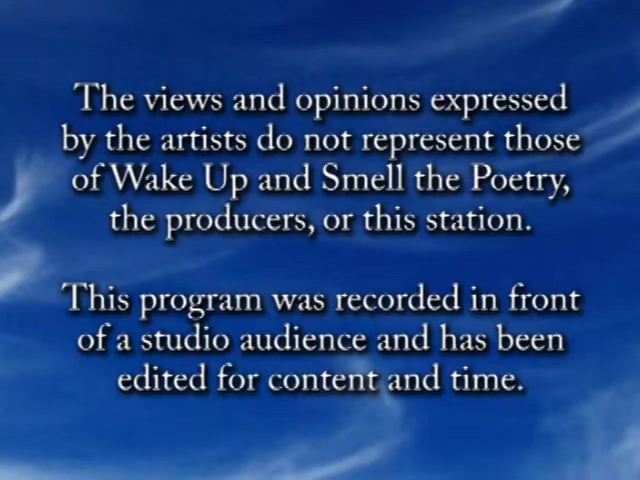 The views and opinions expressed
by the artists do not represent those
of Wake Up and Smell the Poetry,
the producers, or this station.
This program was recorded in front
of a studio audience and has been
edited for content and time.